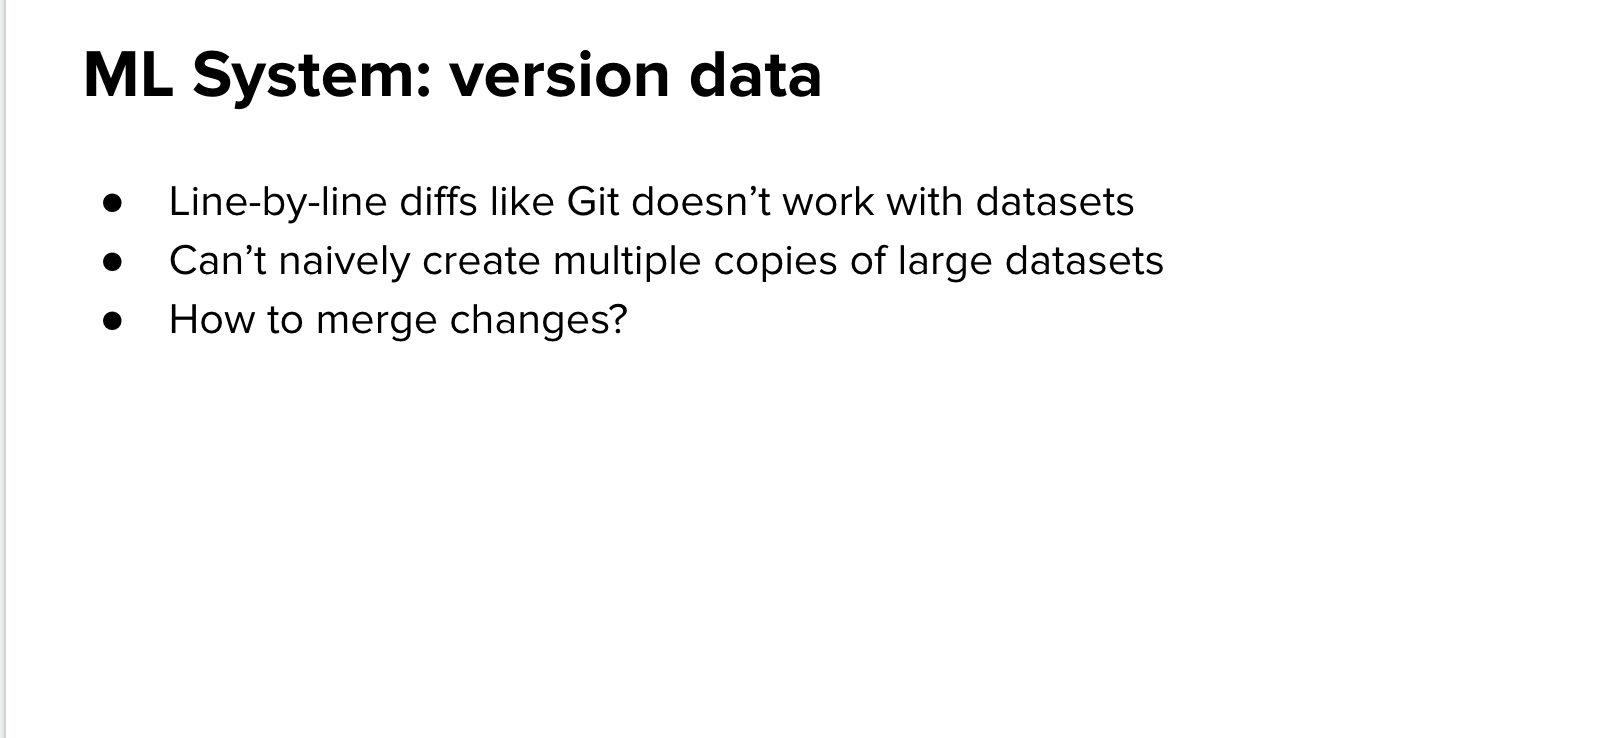 ML System: version data
● Line-by-line diffs like Git doesn’t work with datasets
● Can’t naively create multiple copies of large datasets
● How to merge changes?